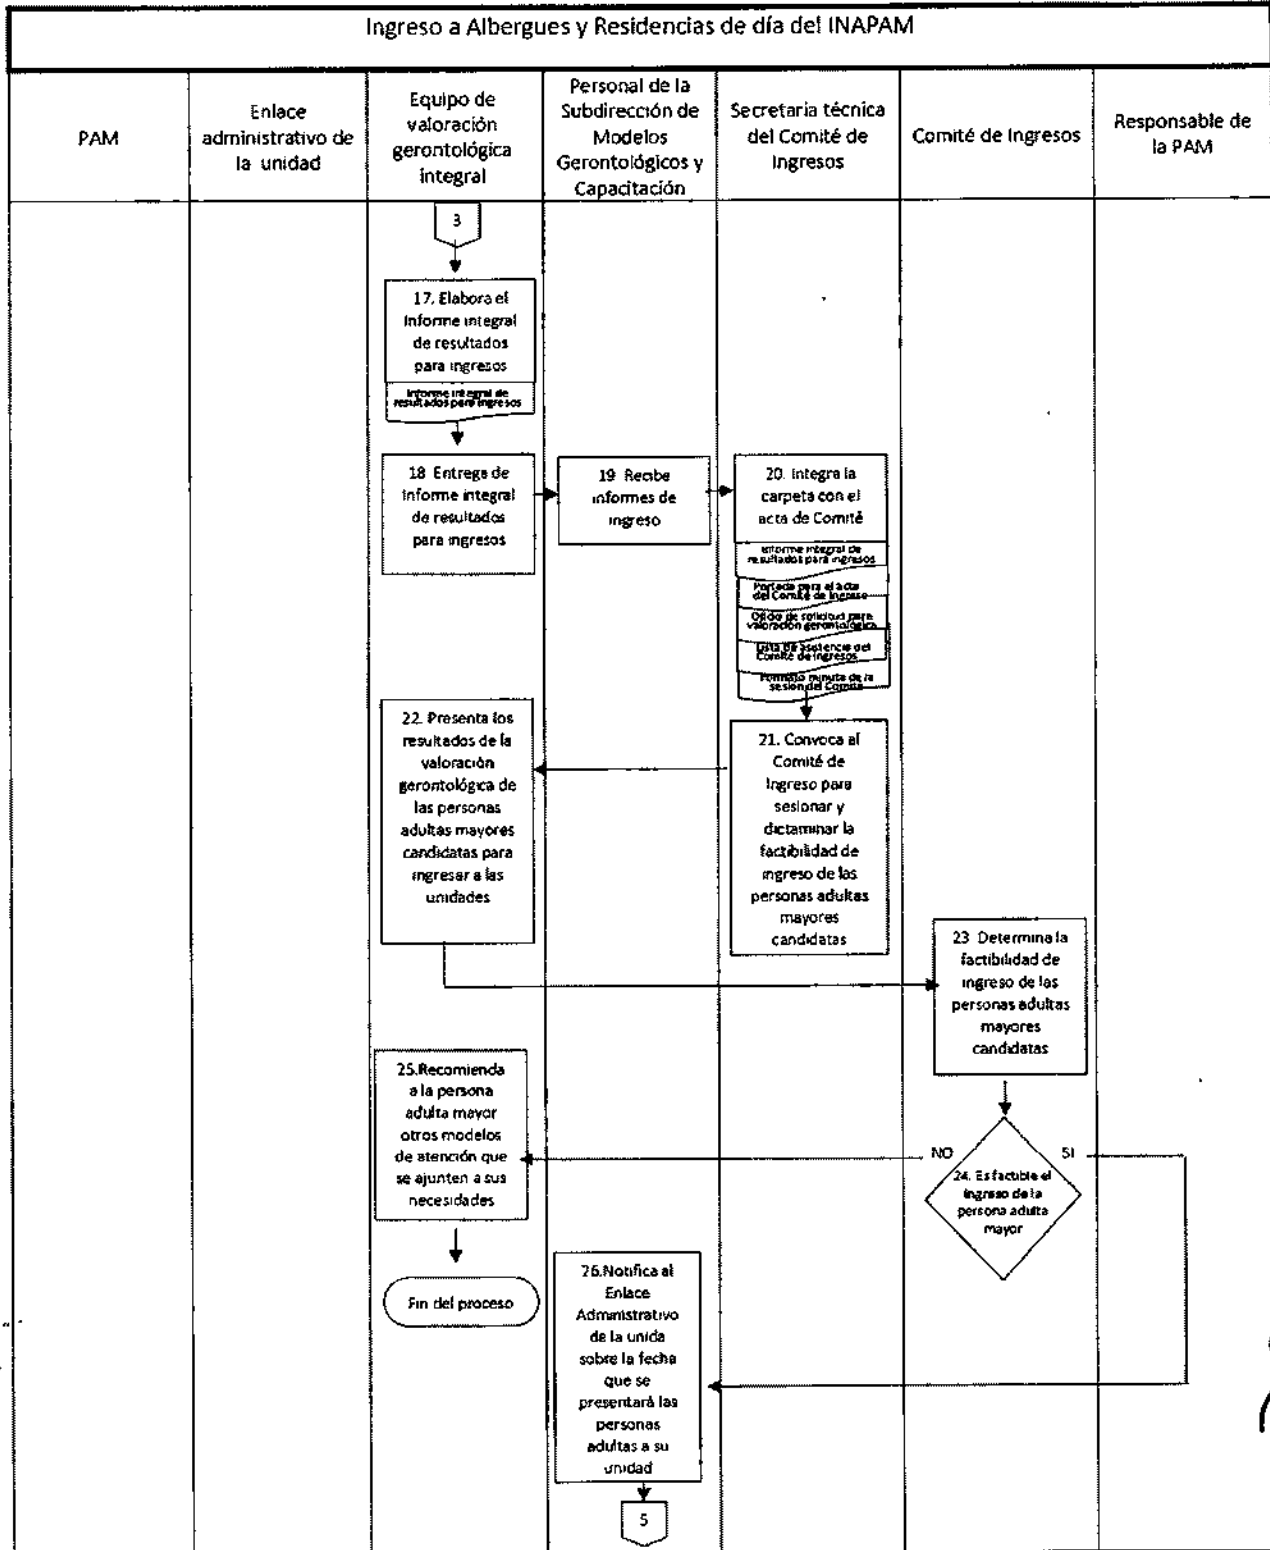 Ingreso a Albergues y Residencias de día del INAPAM
PAM
Enlace
administrativo de
la unidad
Equipo de
valoración
gerontológica
integral
Personal de la
Subdirección de
Modelos
Gerontológicos y
Capacitación
Secretaria técnica
del Comité de
Ingresos
Comité de Ingresos
Responsable de
la PAM
3
17. Elabora el
Informe integral
de resultados
para ingresos
Informe integral de
resultados para ingresos
18 Entrega de
Informe integral
de resultados
para ingresos
19 Recibe
informes de
ingreso
20. Integra la
carpeta con el
acta de Comité
Informe integral de
resultados para ingresos
Portada para el acta
del Comité de Ingreso
Oficio de solicitud para
valoración gerontológica
Lista de asistencia del
Comité de Ingresos
Formato minuta de la
sesion del Comité
22. Presenta los
resultados de la
valoración
gerontológica de
las personas
adultas mayores
candidatas para
ingresar a las
unidades
21. Convoca al
Comité de
Ingreso para
sesionar y
dictaminar la
factibilidad de
ingreso de las
personas adultas
mayores
candidatas
23 Determina la
factibilidad de
ingreso de las
personas adultas
mayores
candidatas
25.Recomienda
a la persona
adulta mayor
otros modelos
de atención que
se ajunten a sus
necesidades
NO
SI
24. Es factible el
ingreso de la
persona adulta
mayor
Fin del proceso
26.Notifica al
Enlace
Administrativo
de la unida
sobre la fecha
que se
presentará las
personas
adultas a su
unidad
5